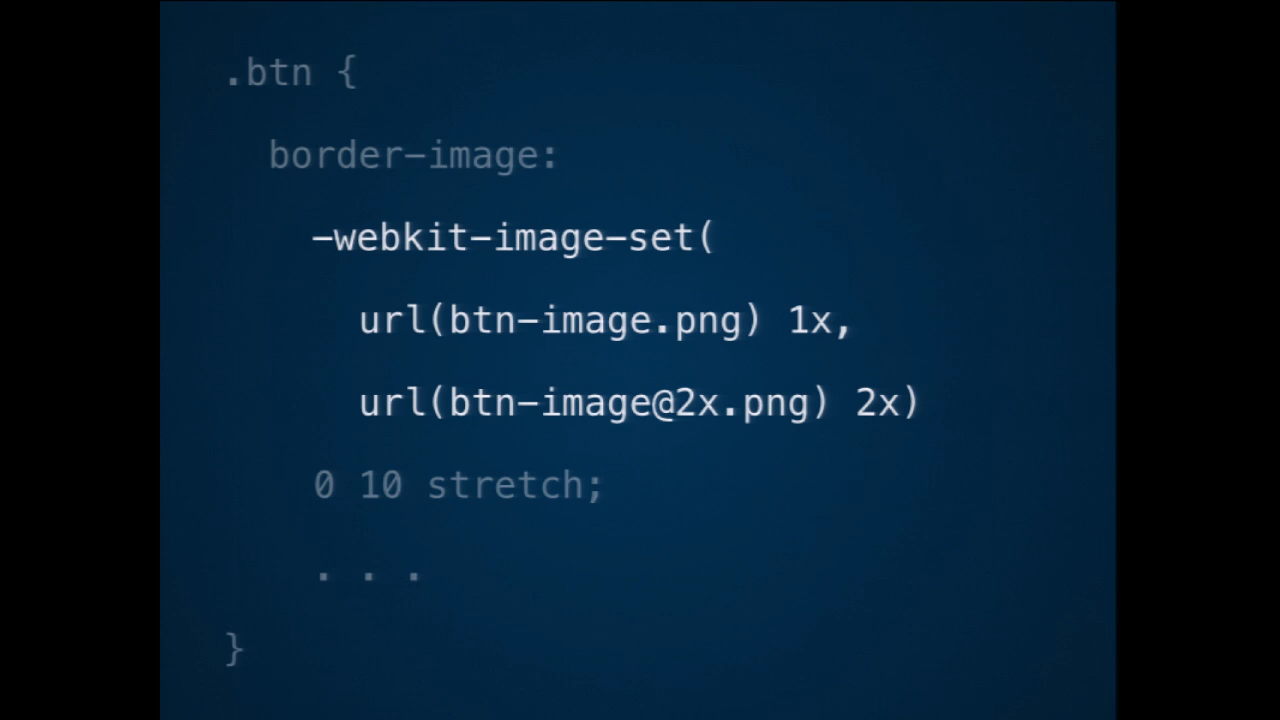 .btn {
border-image:
-webkit-image-set(
url(btn-image.png) 1x,
url(btn-image@2x.png) 2x)
0 10 stretch;
. . .
}